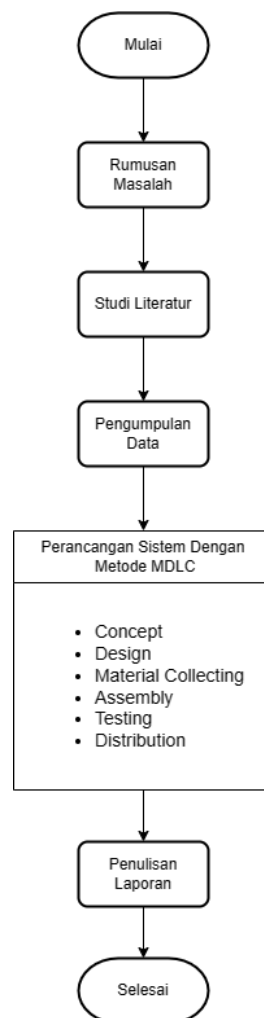 Mulai
Rumusan
Masalah
Studi Literatur
Pengumpulan
Data
Perancangan Sistem Dengan
Metode MDLC
• Concept
• Design
• Material Collecting
• Assembly
• Testing
• Distribution
Penulisan
Laporan
Selesai